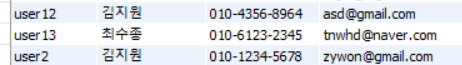 user12 김지원 010-4356-8964 asd@gmail.com
user13 최수종 010-6123-2345 tnwhd@naver.com
user2 김지원 010-1234-5678 zywon@gmail.com